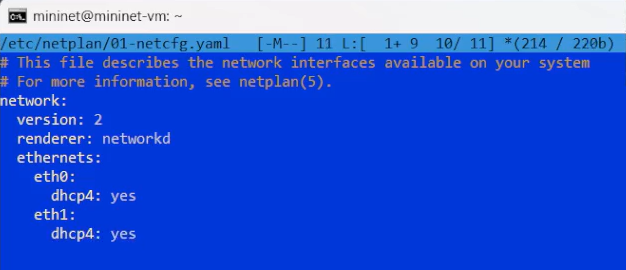 mininet@mininet-vm: ~
/etc/netplan/01-netcfg.yaml   [-M--] 11 L:[  1+ 9  10/ 11] *(214 / 220b)
# This file describes the network interfaces available on your system
# For more information, see netplan(5).
network:
  version: 2
  renderer: networkd
  ethernets:
    eth0:
      dhcp4: yes
    eth1:
      dhcp4: yes